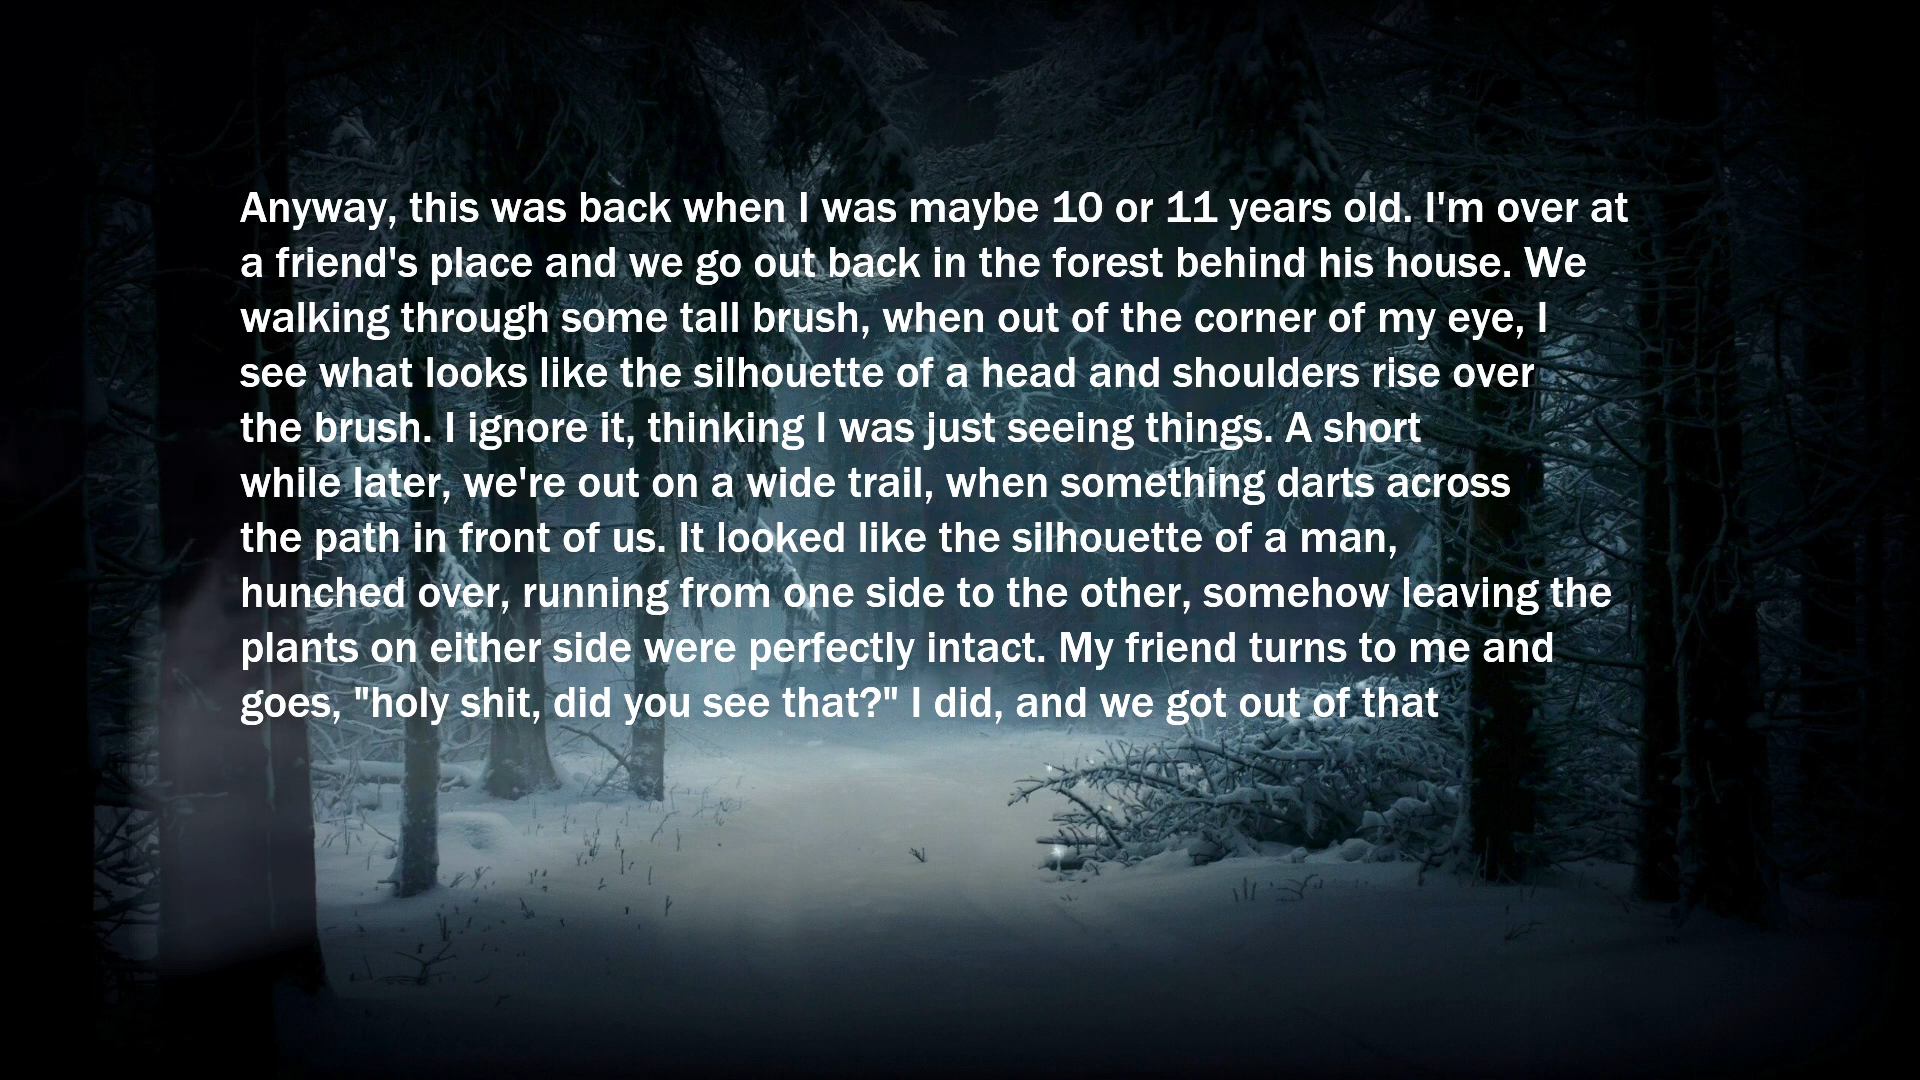 Anyway, this was back when I was maybe 10 or 11 years old. I'm over at
a friend's place and we go out back in the forest behind his house. We
walking through some tall brush, when out of the corner of my eye, I
see what looks like the silhouette of a head and shoulders rise over
the brush. I ignore it, thinking I was just seeing things. A short
while later, we're out on a wide trail, when something darts across
the path in front of us. It looked like the silhouette of a man,
hunched over, running from one side to the other, somehow leaving the
plants on either side were perfectly intact. My friend turns to me and
goes, "holy shit, did you see that?" I did, and we got out of that